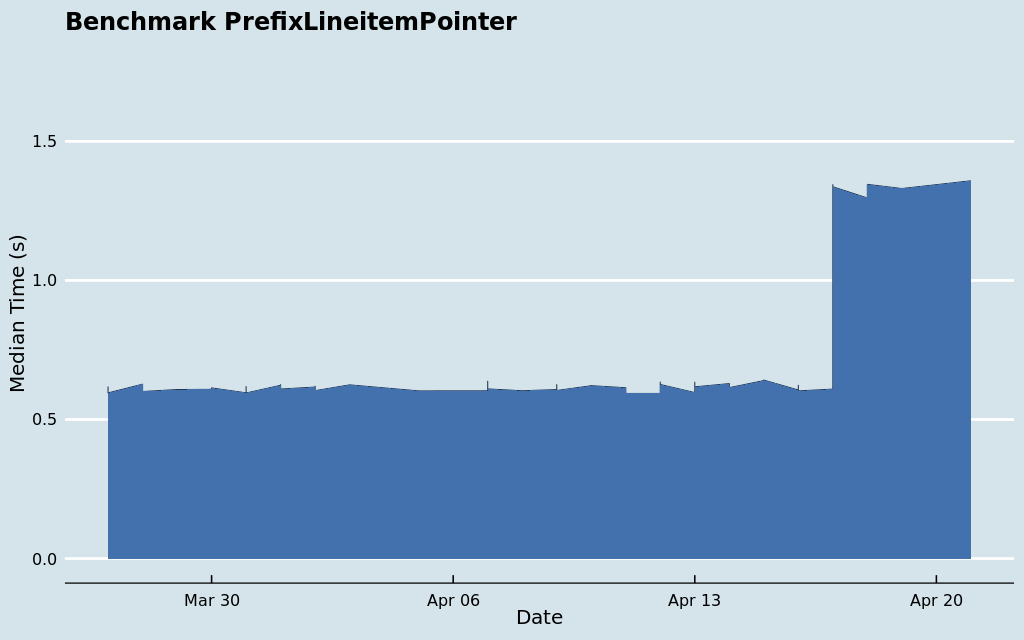 Benchmark PrefixLineitemPointer
Median Time (s)
1.5
1.0
0.5
0.0
Mar 30 Apr 06 Apr 13 Apr 20
Date